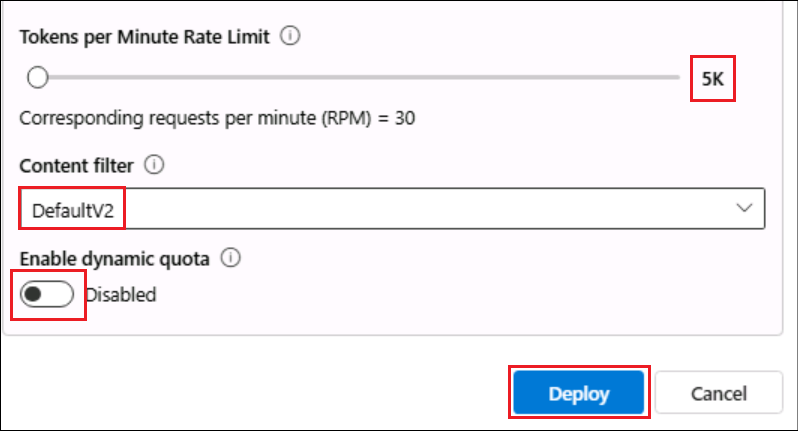 Tokens per Minute Rate Limit
5K
Corresponding requests per minute (RPM) = 30
Content filter
DefaultV2
Enable dynamic quota
Disabled
Deploy Cancel